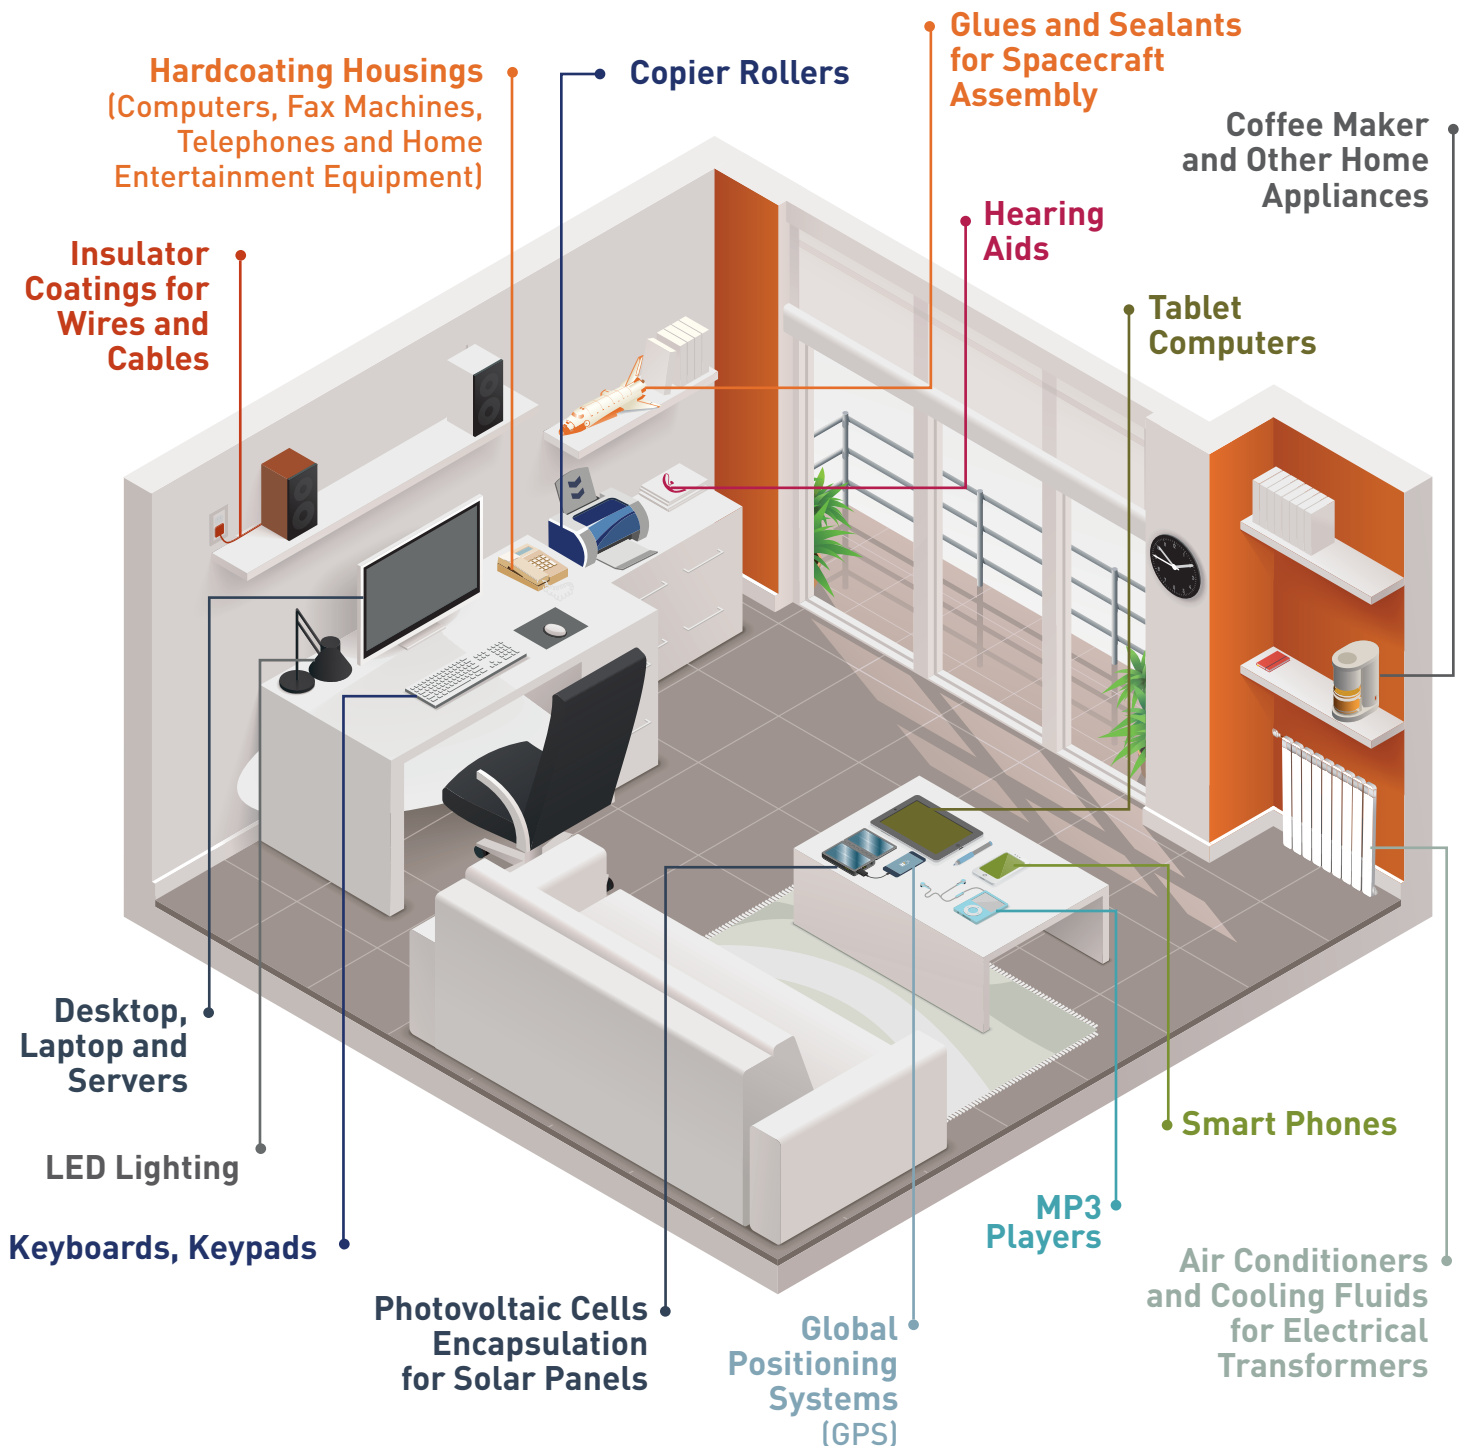 Glues and Sealants
for Spacecraft
Assembly
Hardcoating Housings
(Computers, Fax Machines,
Telephones and Home
Entertainment Equipment)
Copier Rollers
Coffee Maker
and Other Home
Appliances
Hearing
Aids
Insulator
Coatings for
Wires and
Cables
Tablet
Computers
Desktop,
Laptop and
Servers
LED Lighting
Keyboards, Keypads
Photovoltaic Cells
Encapsulation
for Solar Panels
Global
Positioning
Systems
(GPS)
MP3
Players
Smart Phones
Air Conditioners
and Cooling Fluids
for Electrical
Transformers